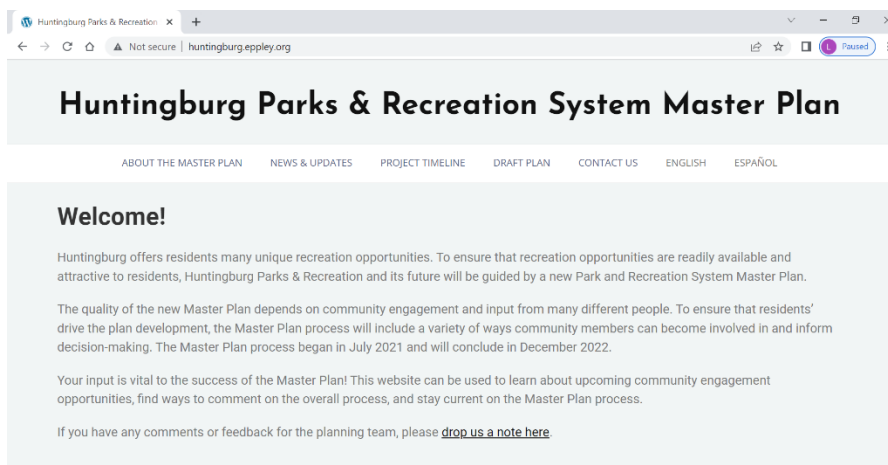 Huntingburg Parks & Recreation
Not secure | huntingburg.eppley.org
L Paused
Huntingburg Parks & Recreation System Master Plan
ABOUT THE MASTER PLAN NEWS & UPDATES PROJECT TIMELINE DRAFT PLAN CONTACT US ENGLISH ESPAÑOL
Welcome!
Huntingburg offers residents many unique recreation opportunities. To ensure that recreation opportunities are readily available and
attractive to residents, Huntingburg Parks & Recreation and its future will be guided by a new Park and Recreation System Master Plan.
The quality of the new Master Plan depends on community engagement and input from many different people. To ensure that residents’
drive the plan development, the Master Plan process will include a variety of ways community members can become involved in and inform
decision-making. The Master Plan process began in July 2021 and will conclude in December 2022.
Your input is vital to the success of the Master Plan! This website can be used to learn about upcoming community engagement
opportunities, find ways to comment on the overall process, and stay current on the Master Plan process.
If you have any comments or feedback for the planning team, please drop us a note here.